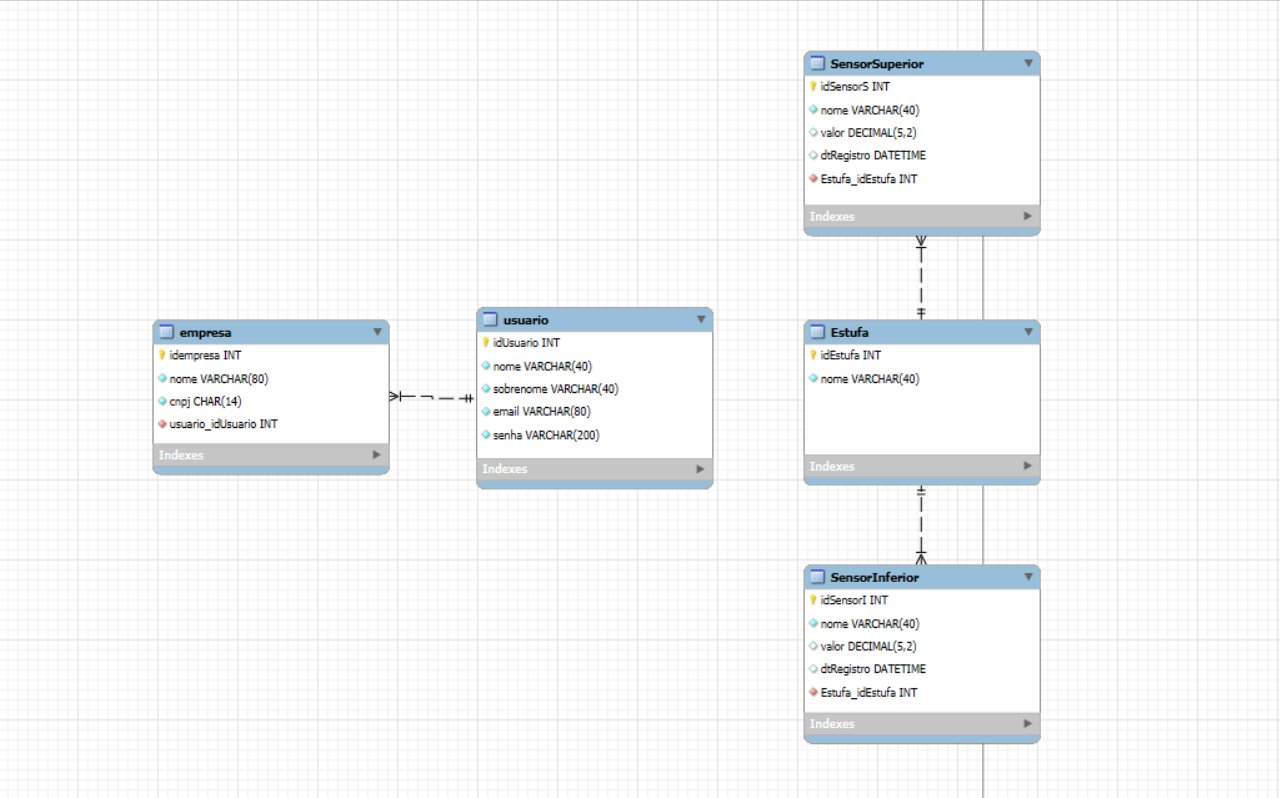 SensorSuperior
idSensorS INT
nome VARCHAR(40)
valor DECIMAL(5,2)
dtRegistro DATETIME
Estufa_idEstufa INT
Indexes
empresa
idempresa INT
nome VARCHAR(80)
cnpj CHAR(14)
usuario_idUsuario INT
Indexes
usuario
idUsuario INT
nome VARCHAR(40)
sobrenome VARCHAR(40)
email VARCHAR(80)
senha VARCHAR(200)
Indexes
Estufa
idEstufa INT
nome VARCHAR(40)
Indexes
SensorInferior
idSensorI INT
nome VARCHAR(40)
valor DECIMAL(5,2)
dtRegistro DATETIME
Estufa_idEstufa INT
Indexes